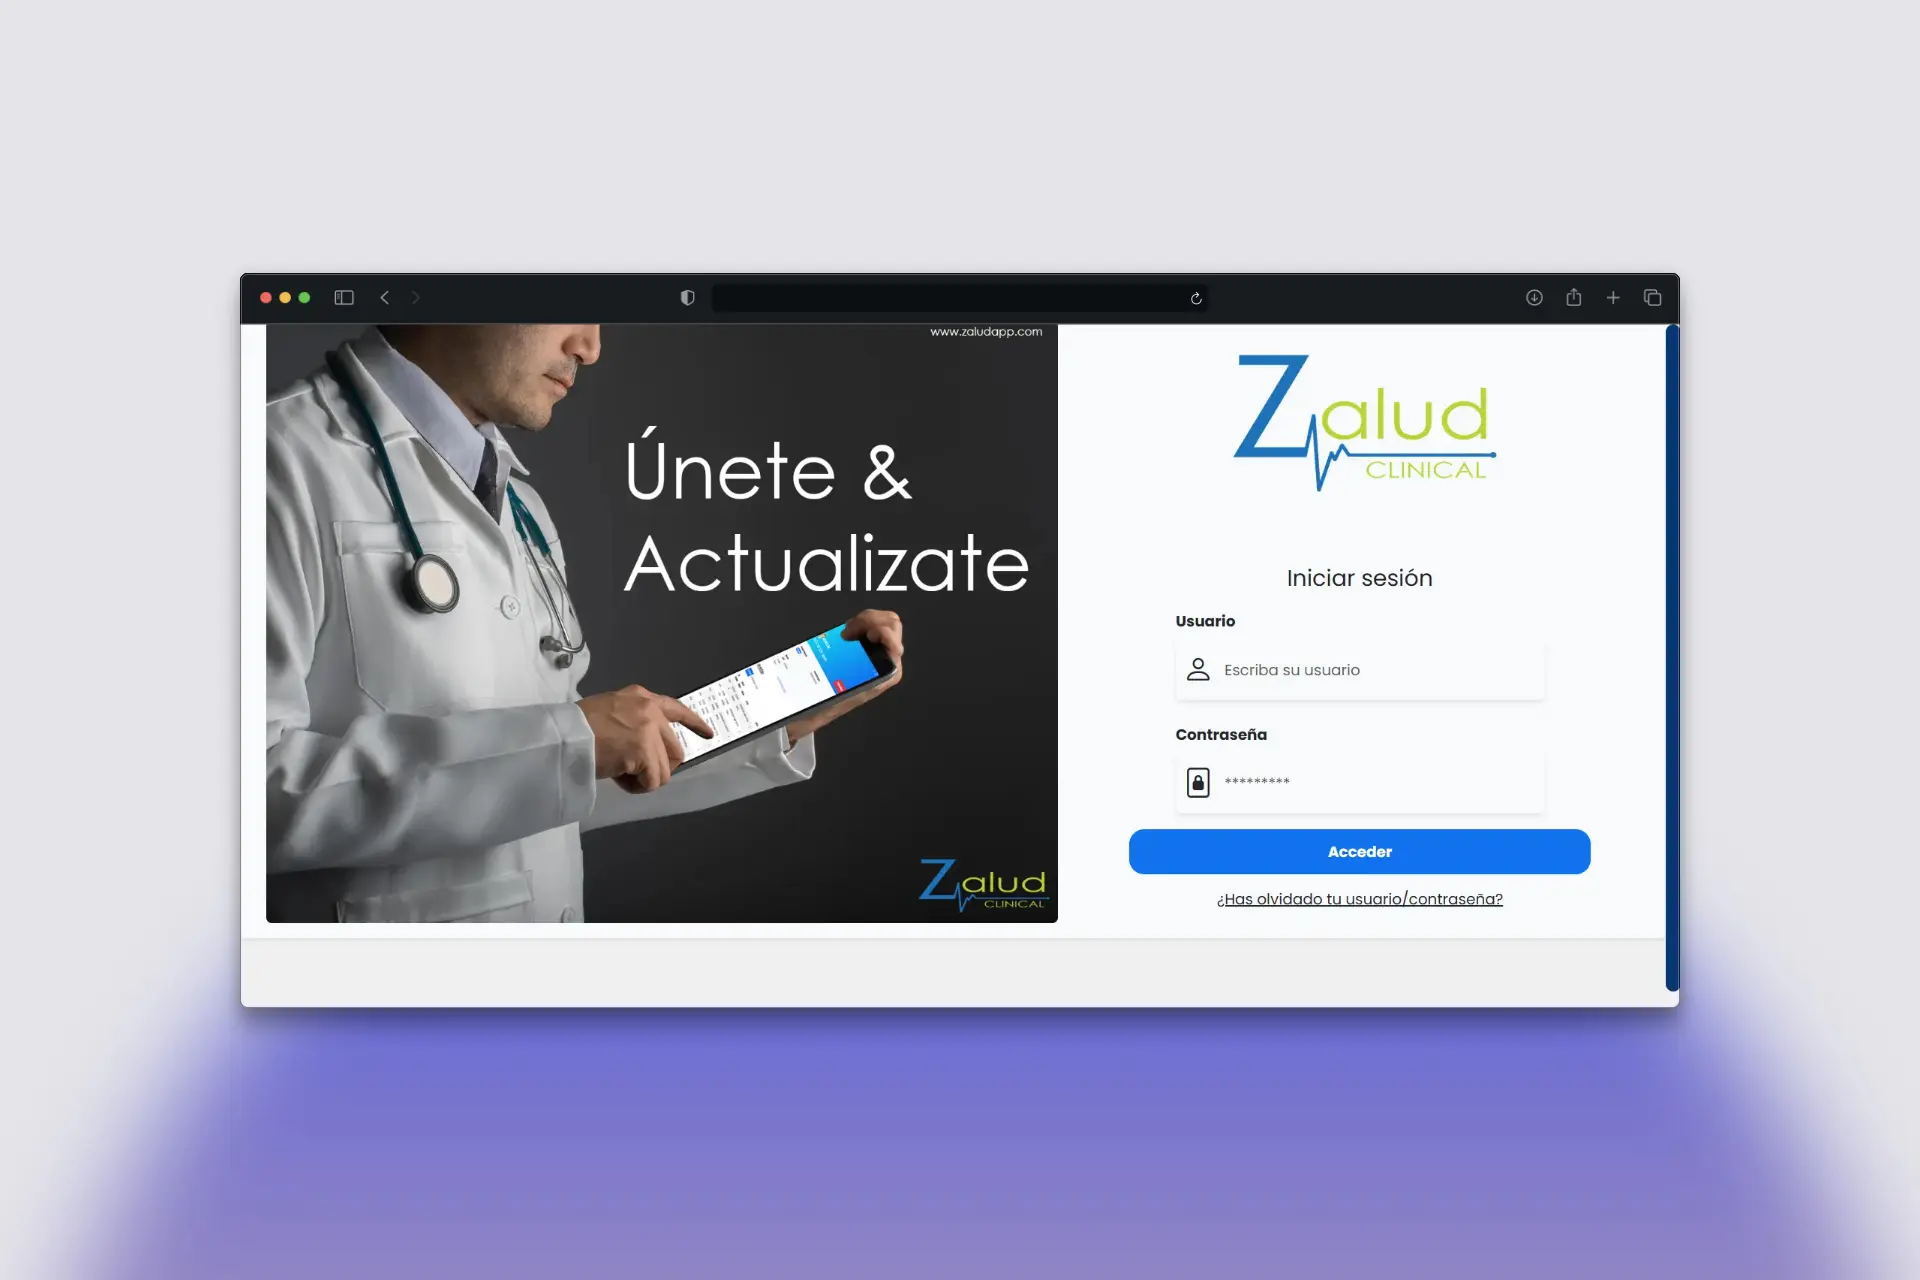 www.zaludapp.com
Únete &
Actualizate
Zalud
CLINICAL
Zalud
CLINICAL
Iniciar sesión
Usuario
Escriba su usuario
Contraseña
*********
Acceder
¿Has olvidado tu usuario/contraseña?